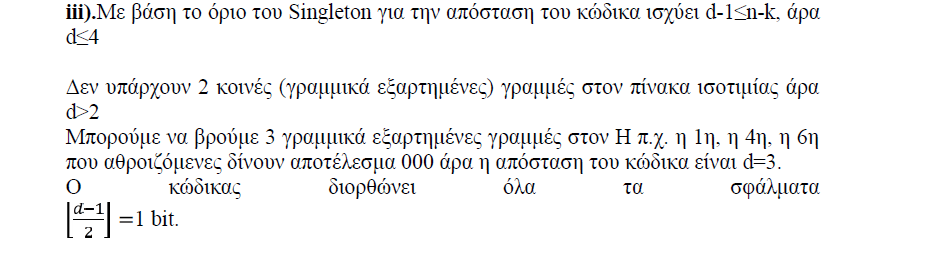 iii).Με βάση το όριο του Singleton για την απόσταση του κώδικα ισχύει d-1≤n-k, άρα
d≤4
Δεν υπάρχουν 2 κοινές (γραμμικά εξαρτημένες) γραμμές στον πίνακα ισοτιμίας άρα
d>2
Μπορούμε να βρούμε 3 γραμμικά εξαρτημένες γραμμές στον Η π.χ. η 1η, η 4η, η 6η
που αθροιζόμενες δίνουν αποτέλεσμα 000 άρα η απόσταση του κώδικα είναι d=3.
Ο κώδικας διορθώνει όλα τα σφάλματα
⌊(d−1)/2⌋ =1 bit.